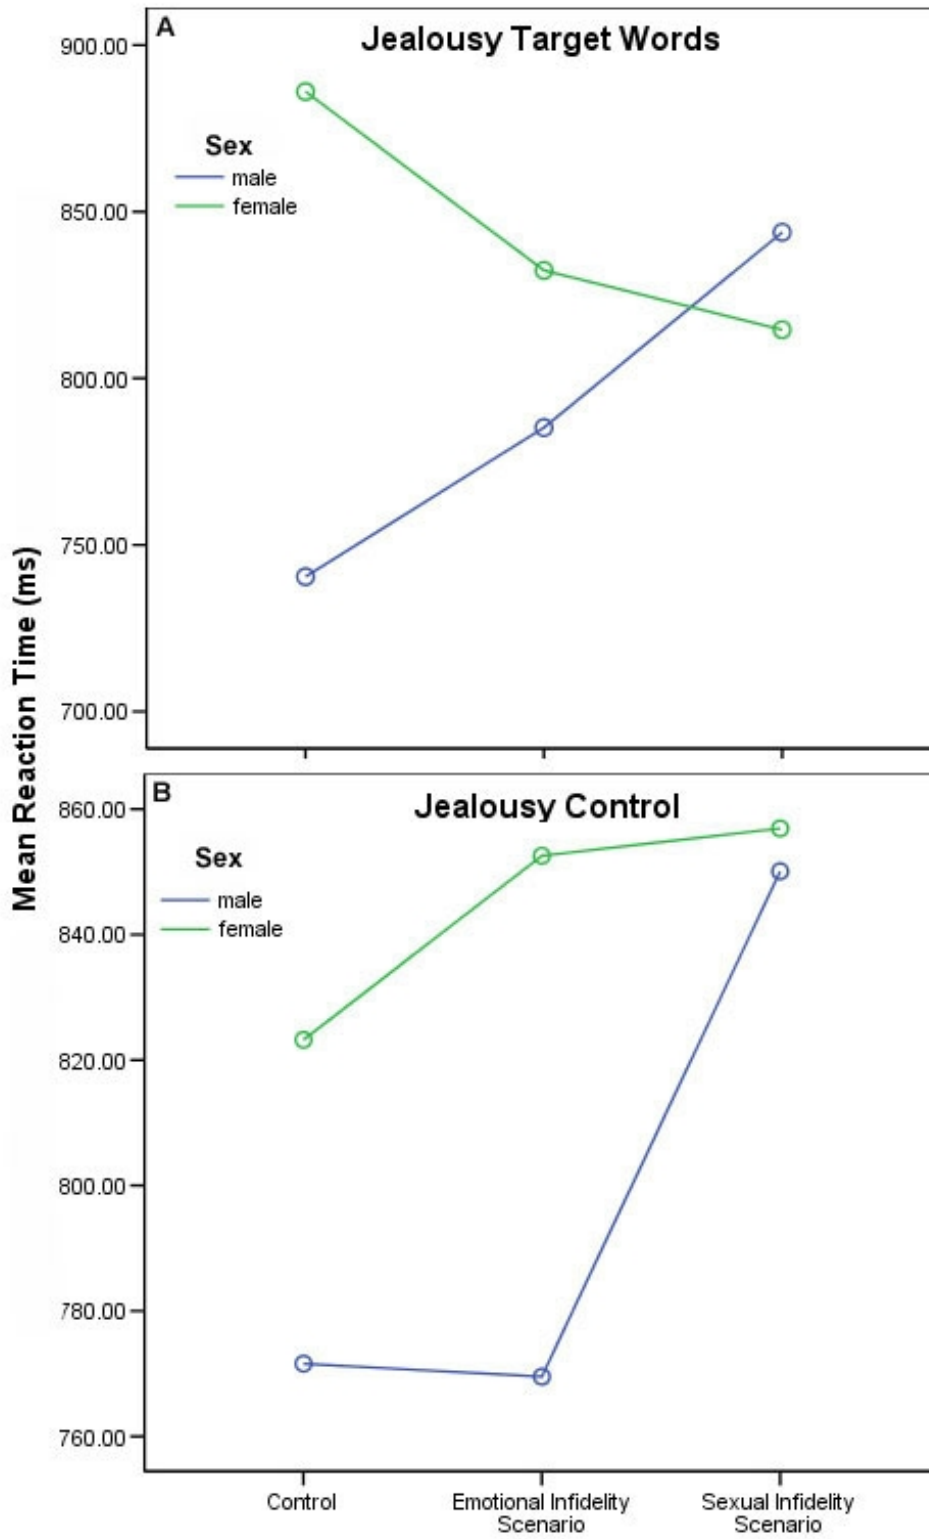 A
Jealousy Target Words
900.00
Sex
male
female
850.00
800.00
750.00
700.00
Mean Reaction Time (ms)
B
Jealousy Control
860.00
Sex
male
female
840.00
820.00
800.00
780.00
760.00
Control
Emotional Infidelity
Scenario
Sexual Infidelity
Scenario